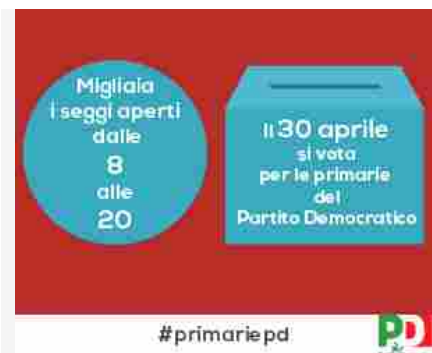 Migliaia
i seggi aperti
dalle
8
alle
20
Il 30 aprile
si vota
per le primarie
del
Partito Democratico
#primariepd
PD